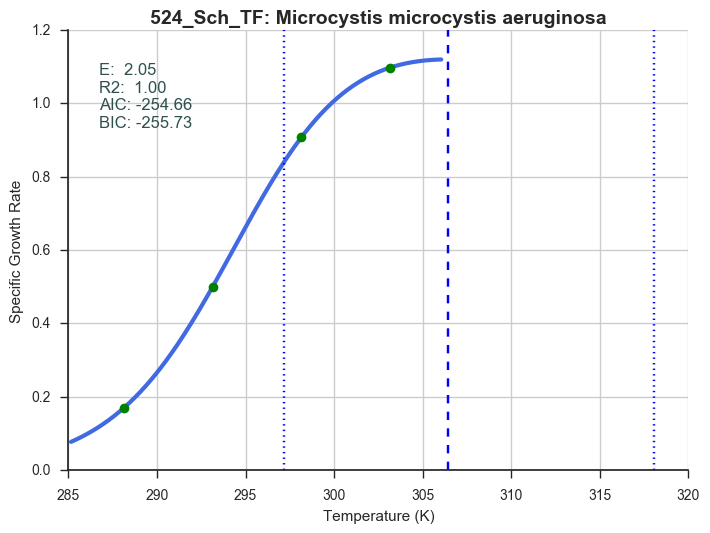 524_Sch_TF: Microcystis microcystis aeruginosa
E:  2.05
R2:  1.00
AIC: -254.66
BIC: -255.73
Specific Growth Rate
1.2
1.0
0.8
0.6
0.4
0.2
0.0
285 290 295 300 305 310 315 320
Temperature (K)